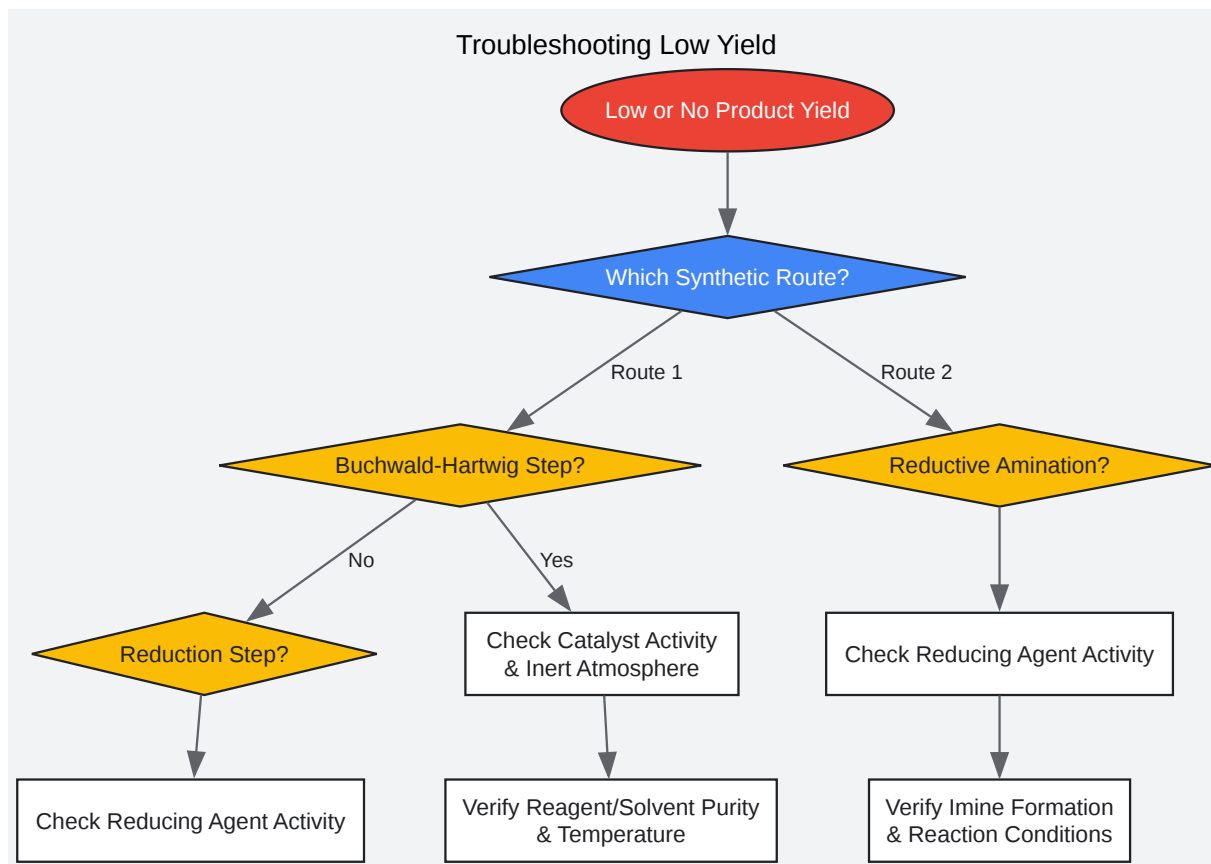 Troubleshooting Low Yield
Low or No Product Yield
Which Synthetic Route?
Route 1
Route 2
Buchwald-Hartwig Step?
Reductive Amination?
No
Yes
Reduction Step?
Check Catalyst Activity
& Inert Atmosphere
Check Reducing Agent Activity
Check Reducing Agent Activity
Verify Reagent/Solvent Purity
& Temperature
Verify Imine Formation
& Reaction Conditions